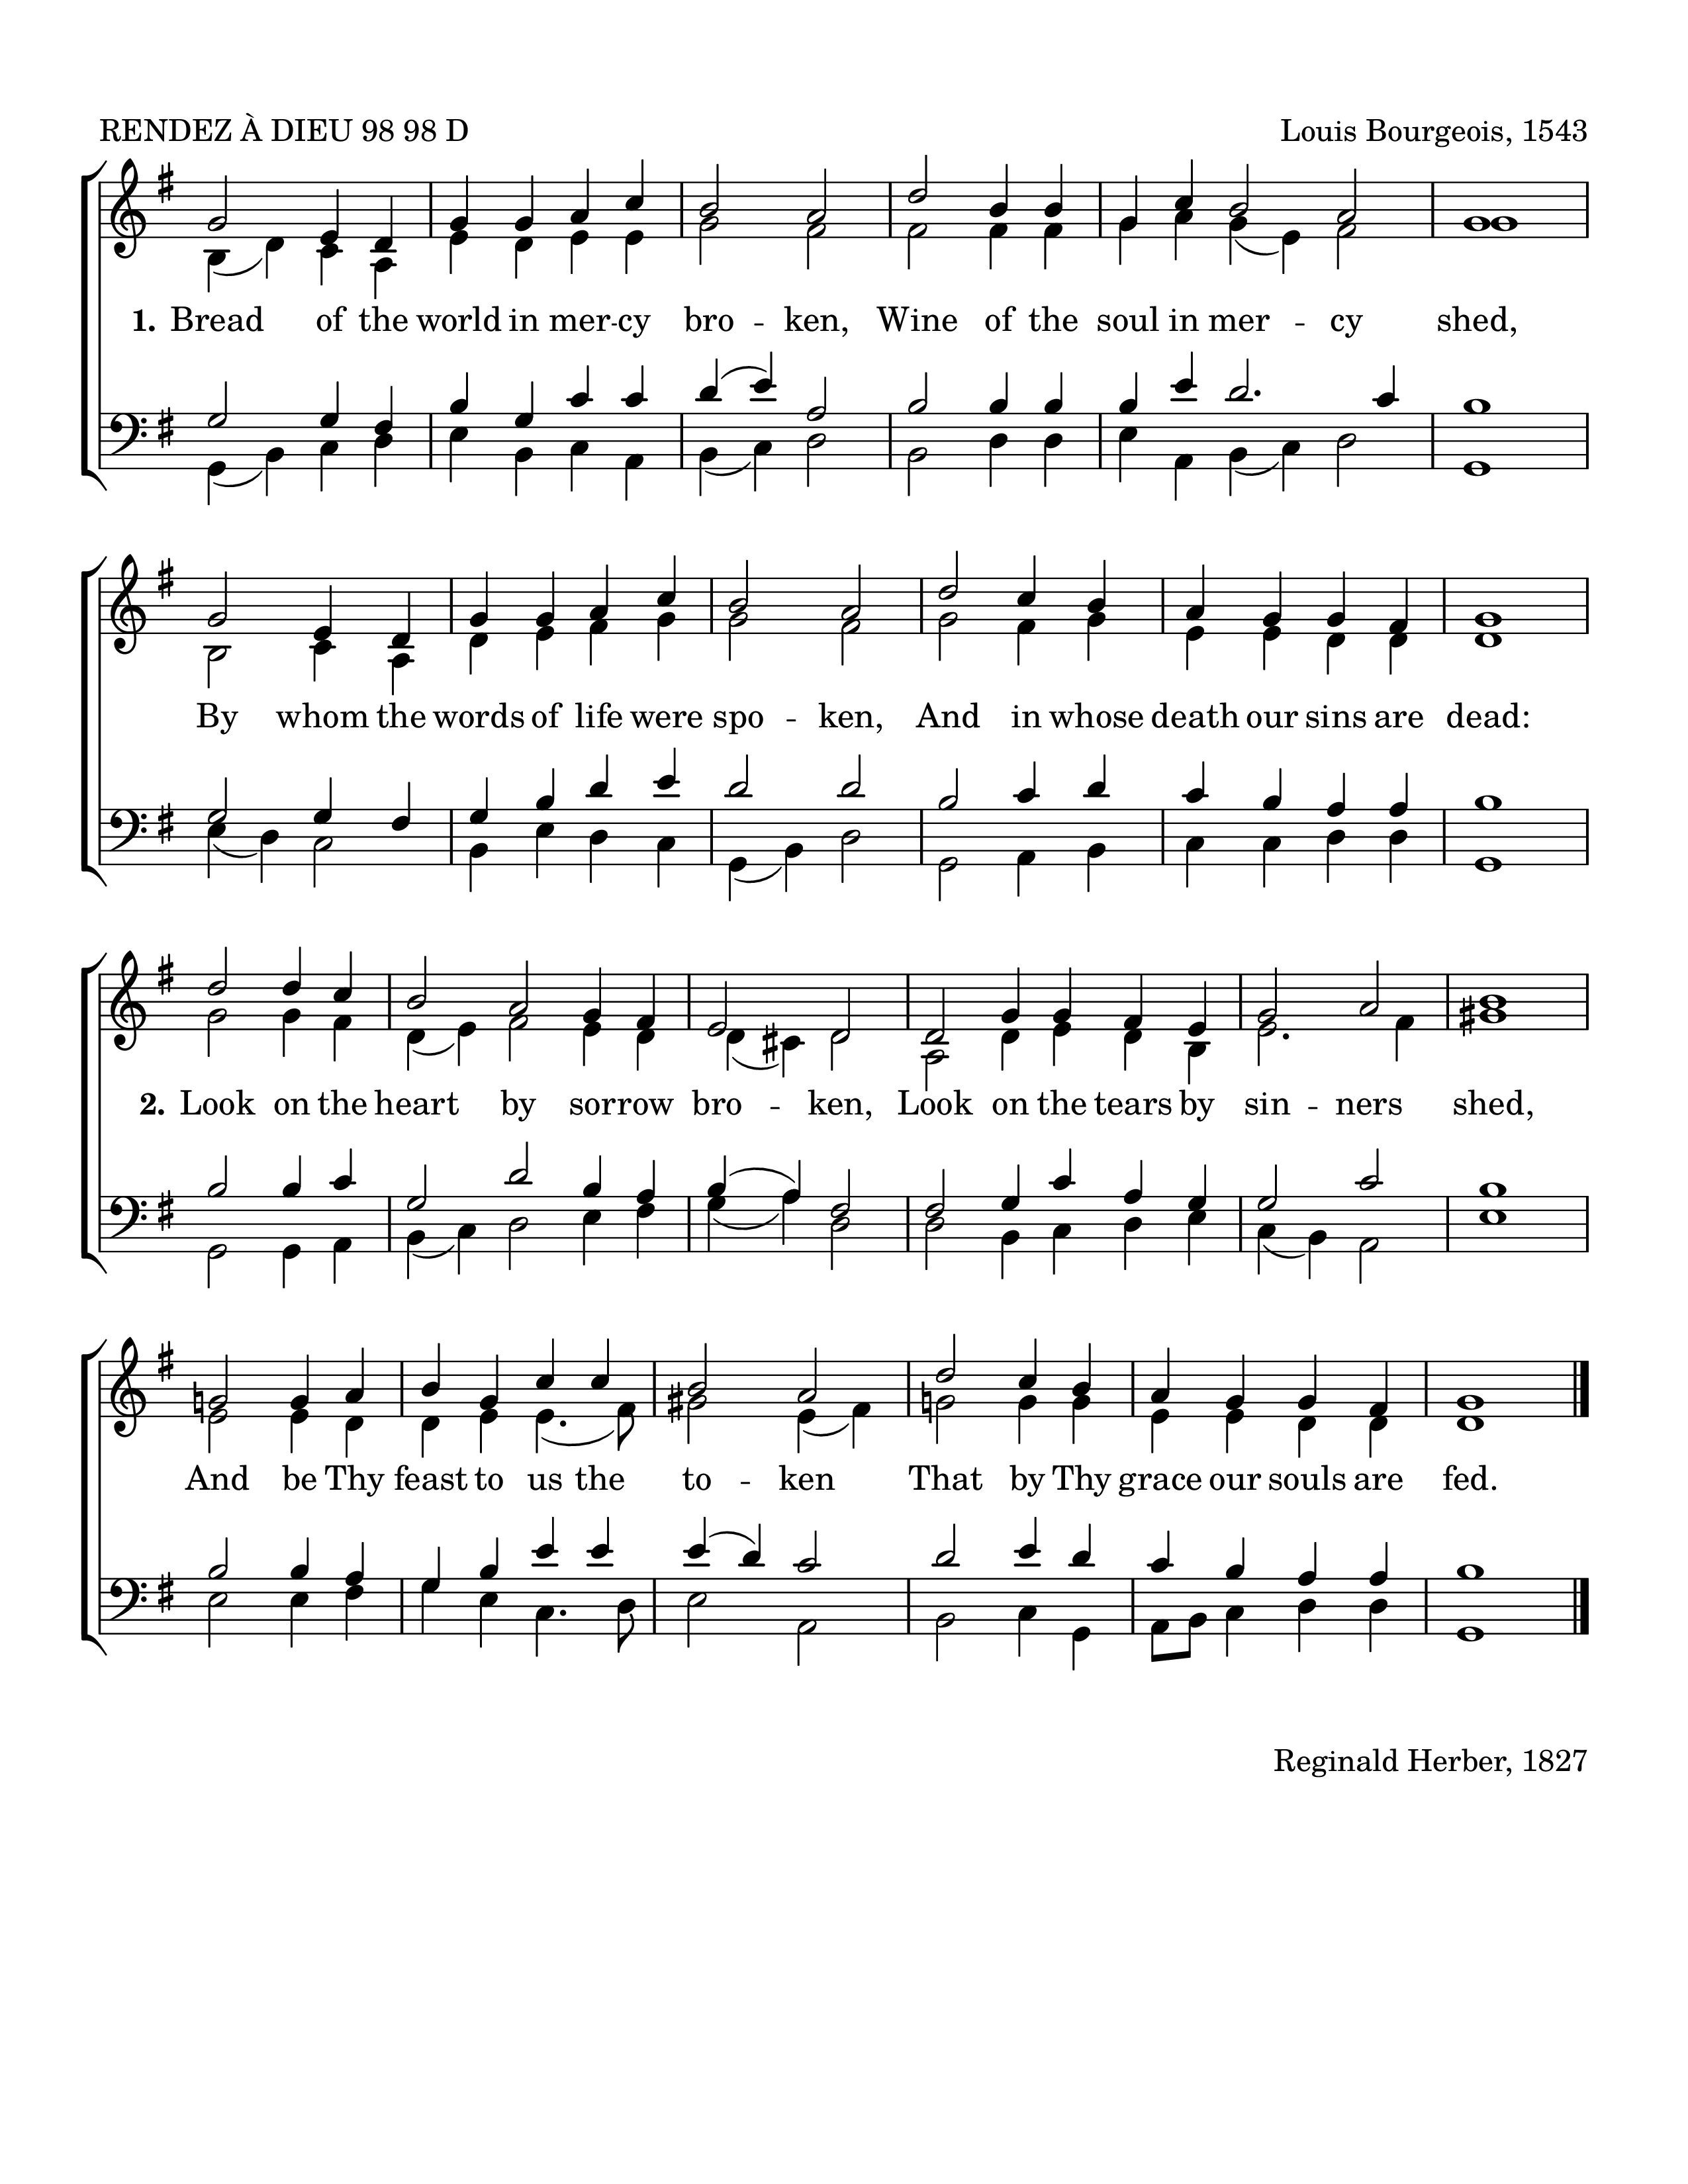 RENDEZ À DIEU 98 98 D Louis Bourgeois, 1543
1. Bread of the world in mer -- cy bro -- ken, Wine of the soul in mer -- cy shed,
By whom the words of life were spo -- ken, And in whose death our sins are dead:
2. Look on the heart by sorrow bro -- ken, Look on the tears by sin -- ners shed,
And be Thy feast to us the to -- ken That by Thy grace our souls are fed.
Reginald Herber, 1827